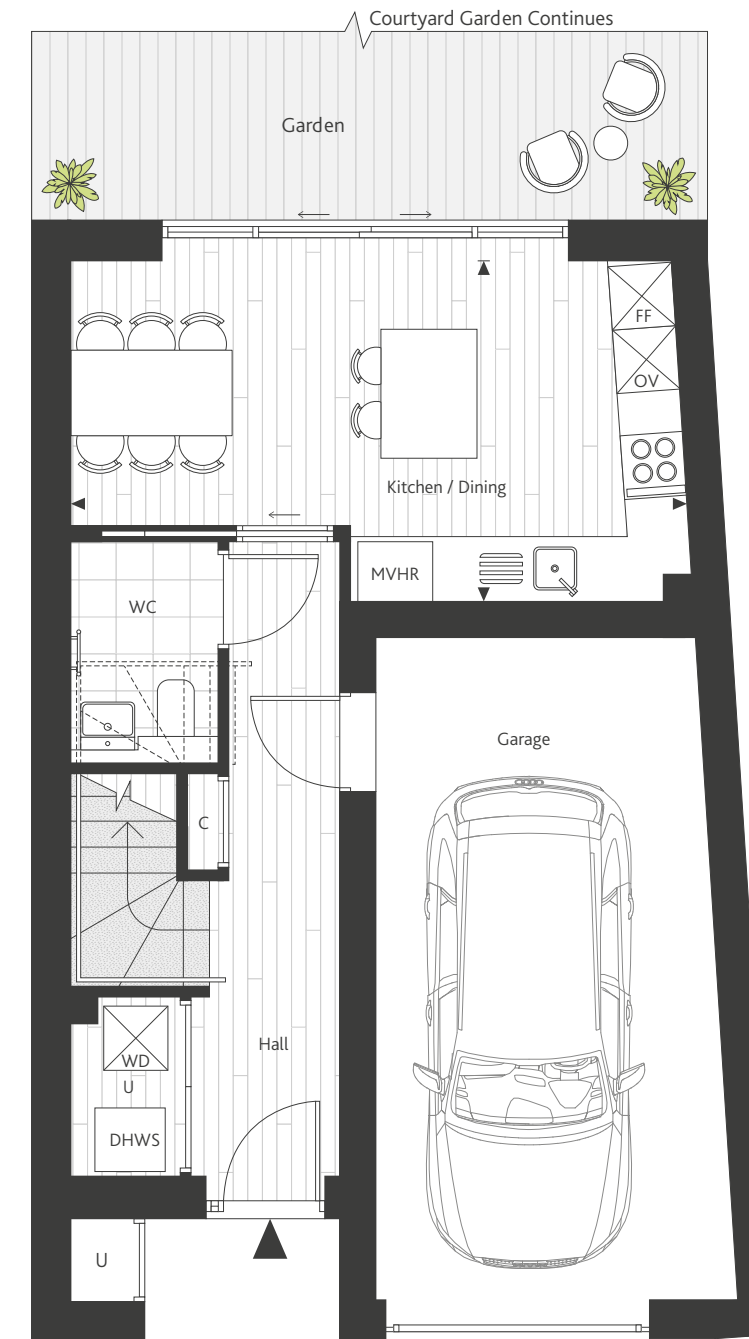 Courtyard Garden Continues
Garden
FF
OV
Kitchen / Dining
MVHR
WC
Garage
C
Hall
WD
U
DHWS
U